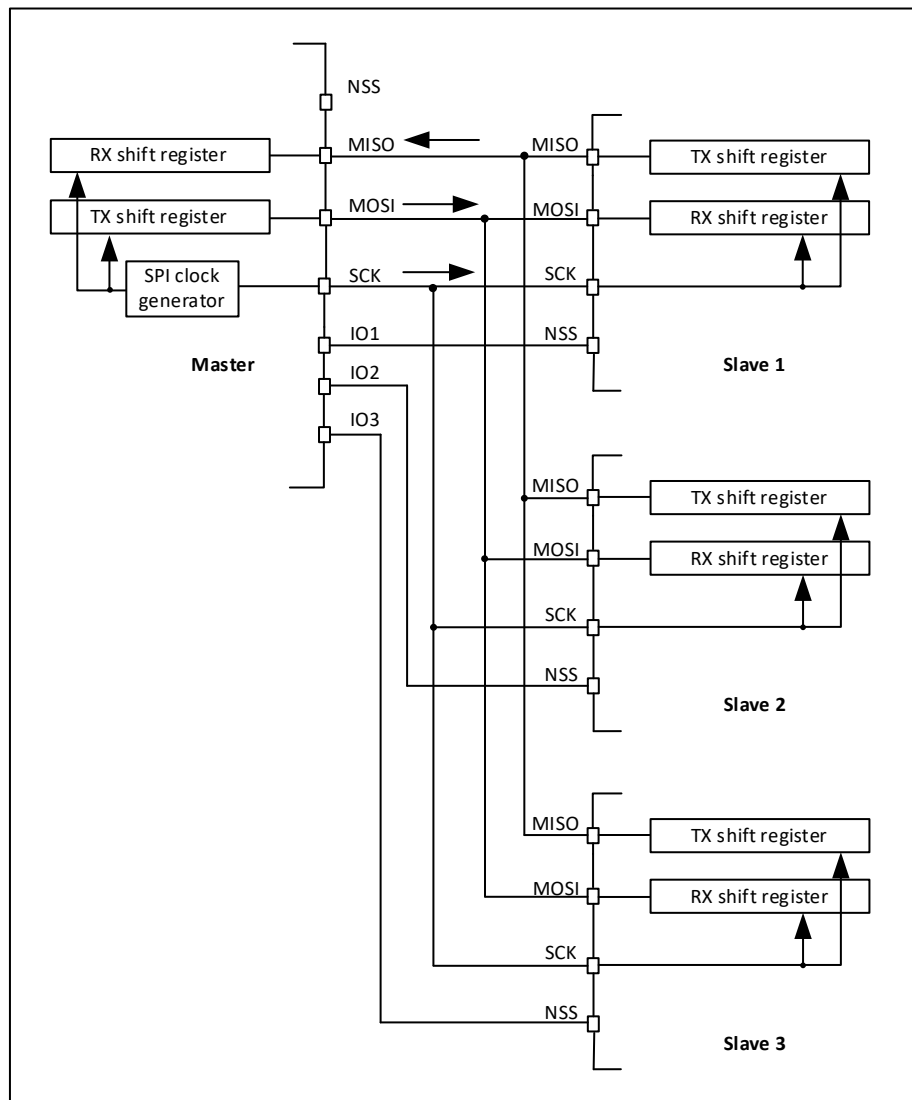 NSS
RX shift register
MISO
MISO
TX shift register
TX shift register
MOSI
MOSI
RX shift register
SPI clock
generator
SCK
SCK
IO1
NSS
Master
Slave 1
IO2
IO3
MISO
TX shift register
MOSI
RX shift register
SCK
NSS
Slave 2
MISO
TX shift register
MOSI
RX shift register
SCK
NSS
Slave 3